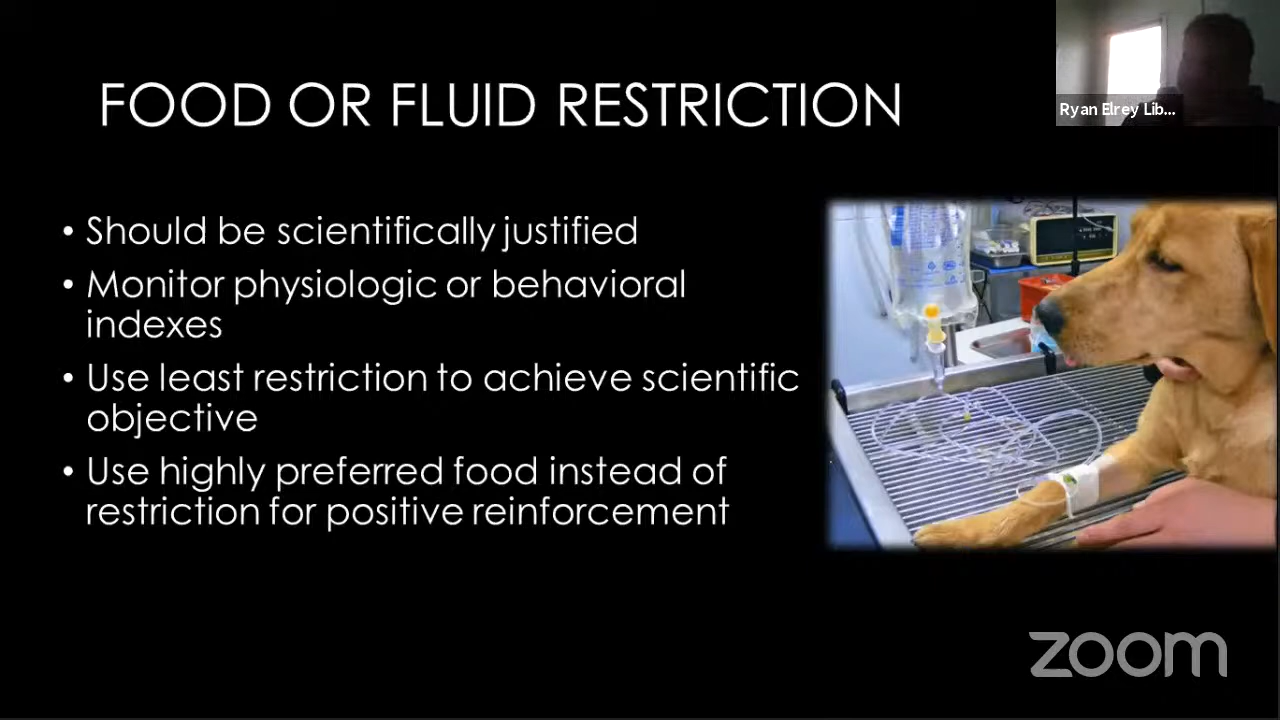 FOOD OR FLUID RESTRICTION
Ryan Elrey Lib...
• Should be scientifically justified
• Monitor physiologic or behavioral
indexes
• Use least restriction to achieve scientific
objective
• Use highly preferred food instead of
restriction for positive reinforcement
zoom